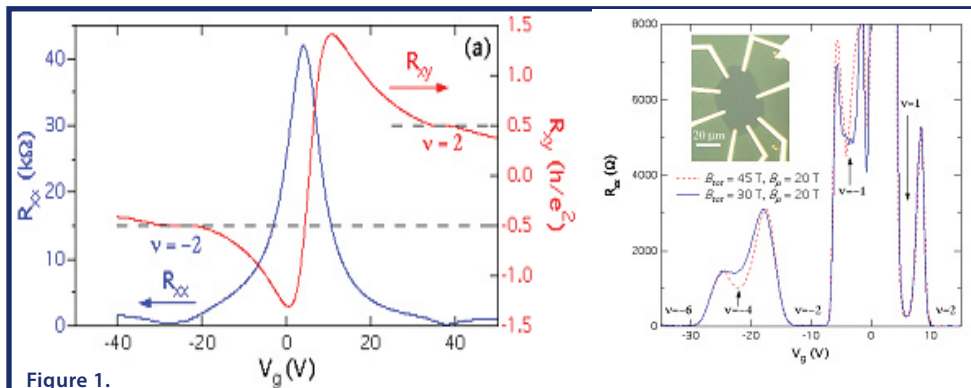 (a)
R_xx (kΩ)
40
30
20
10
0
R_xy
ν = 2
ν = −2
R_xx
1.5
1.0
0.5
0.0
-0.5
-1.0
-1.5
R_xy (h/e²)
-40
-20
0
20
40
V_g (V)
Figure 1.
R_xx (Ω)
8000
6000
4000
2000
0
20 μm
B_tot = 45 T, B_p = 20 T
B_tot = 30 T, B_p = 20 T
ν=1
ν=-1
ν=-6
ν=-4
ν=-2
ν=2
-30
-20
-10
0
10
V_g (V)